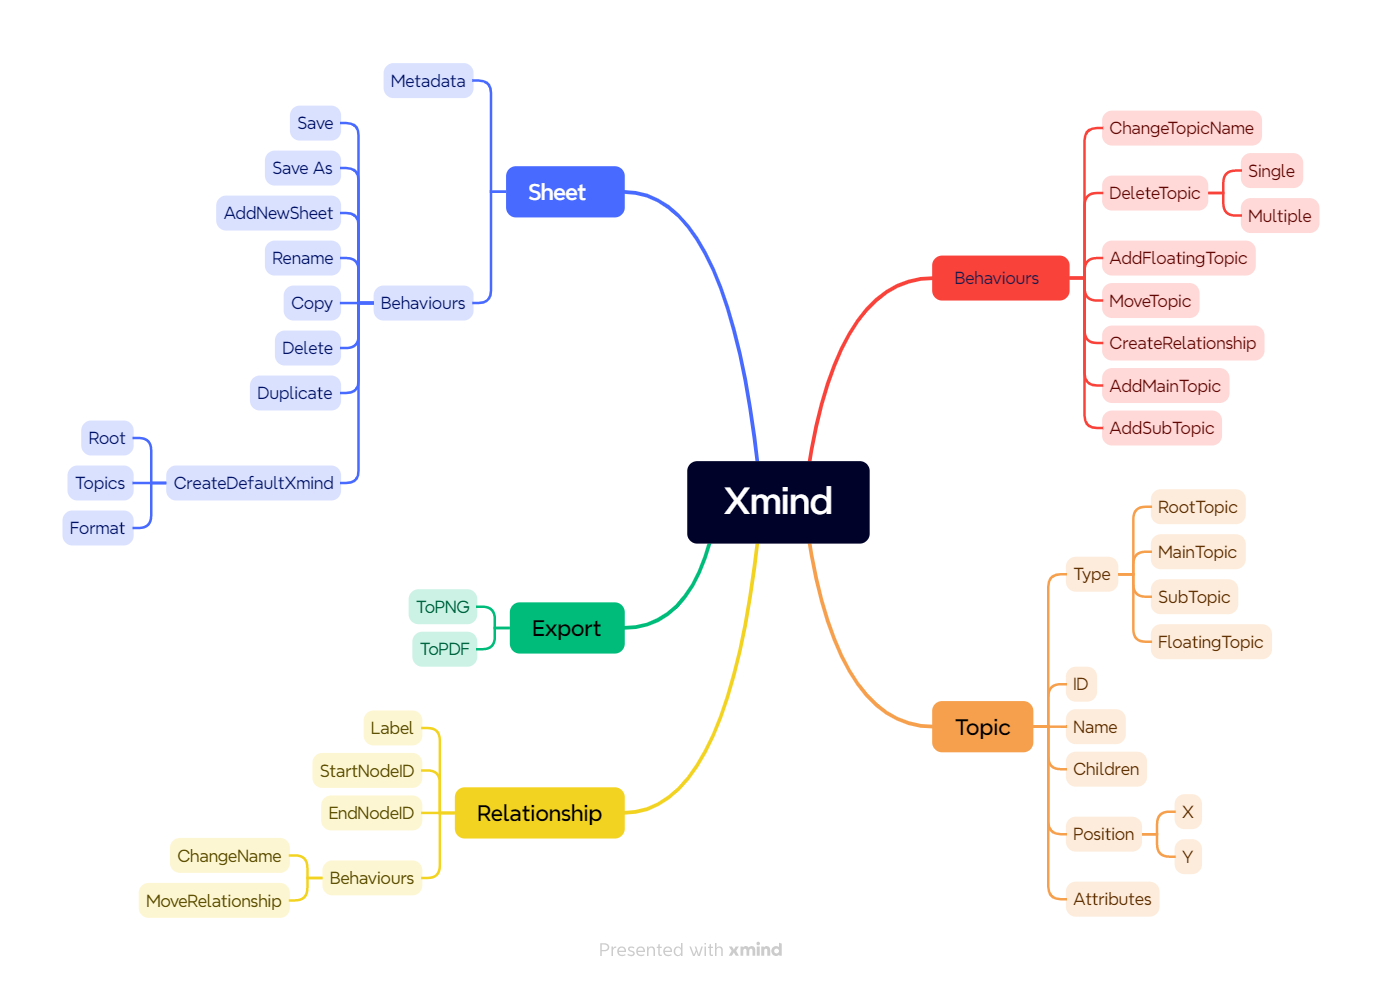 Xmind
Behaviours
ChangeTopicName
DeleteTopic
Single
Multiple
AddFloatingTopic
MoveTopic
CreateRelationship
AddMainTopic
AddSubTopic
Topic
Type
RootTopic
MainTopic
SubTopic
FloatingTopic
ID
Name
Children
Position
X
Y
Attributes
Relationship
Label
StartNodeID
EndNodeID
Behaviours
ChangeName
MoveRelationship
Export
ToPNG
ToPDF
Sheet
Metadata
Behaviours
Save
Save As
AddNewSheet
Rename
Copy
Delete
Duplicate
CreateDefaultXmind
Root
Topics
Format
Presented with xmind